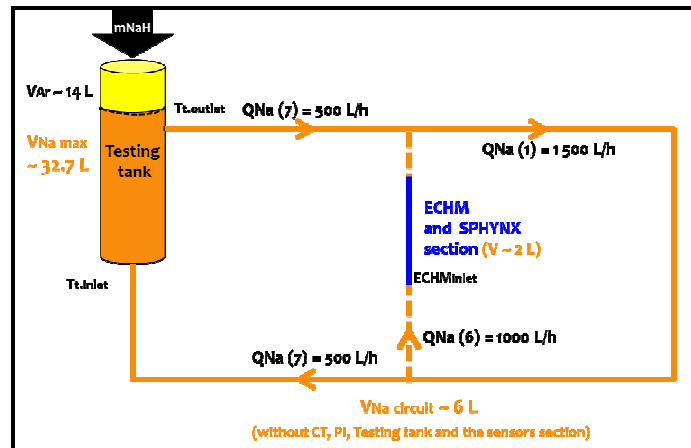 mNaH
VAr ~ 14 L
Tt.outlet
QNa (7) = 500 L/h
VNa max
~ 32.7 L
Testing
tank
QNa (1) = 1500 L/h
ECHM
and SPHYNX
section (V ~ 2 L)
Tt.inlet
ECHMinlet
QNa (6) = 1000 L/h
QNa (7) = 500 L/h
VNa circuit ~ 6 L
(without CT, PI, Testing tank and the sensors section)